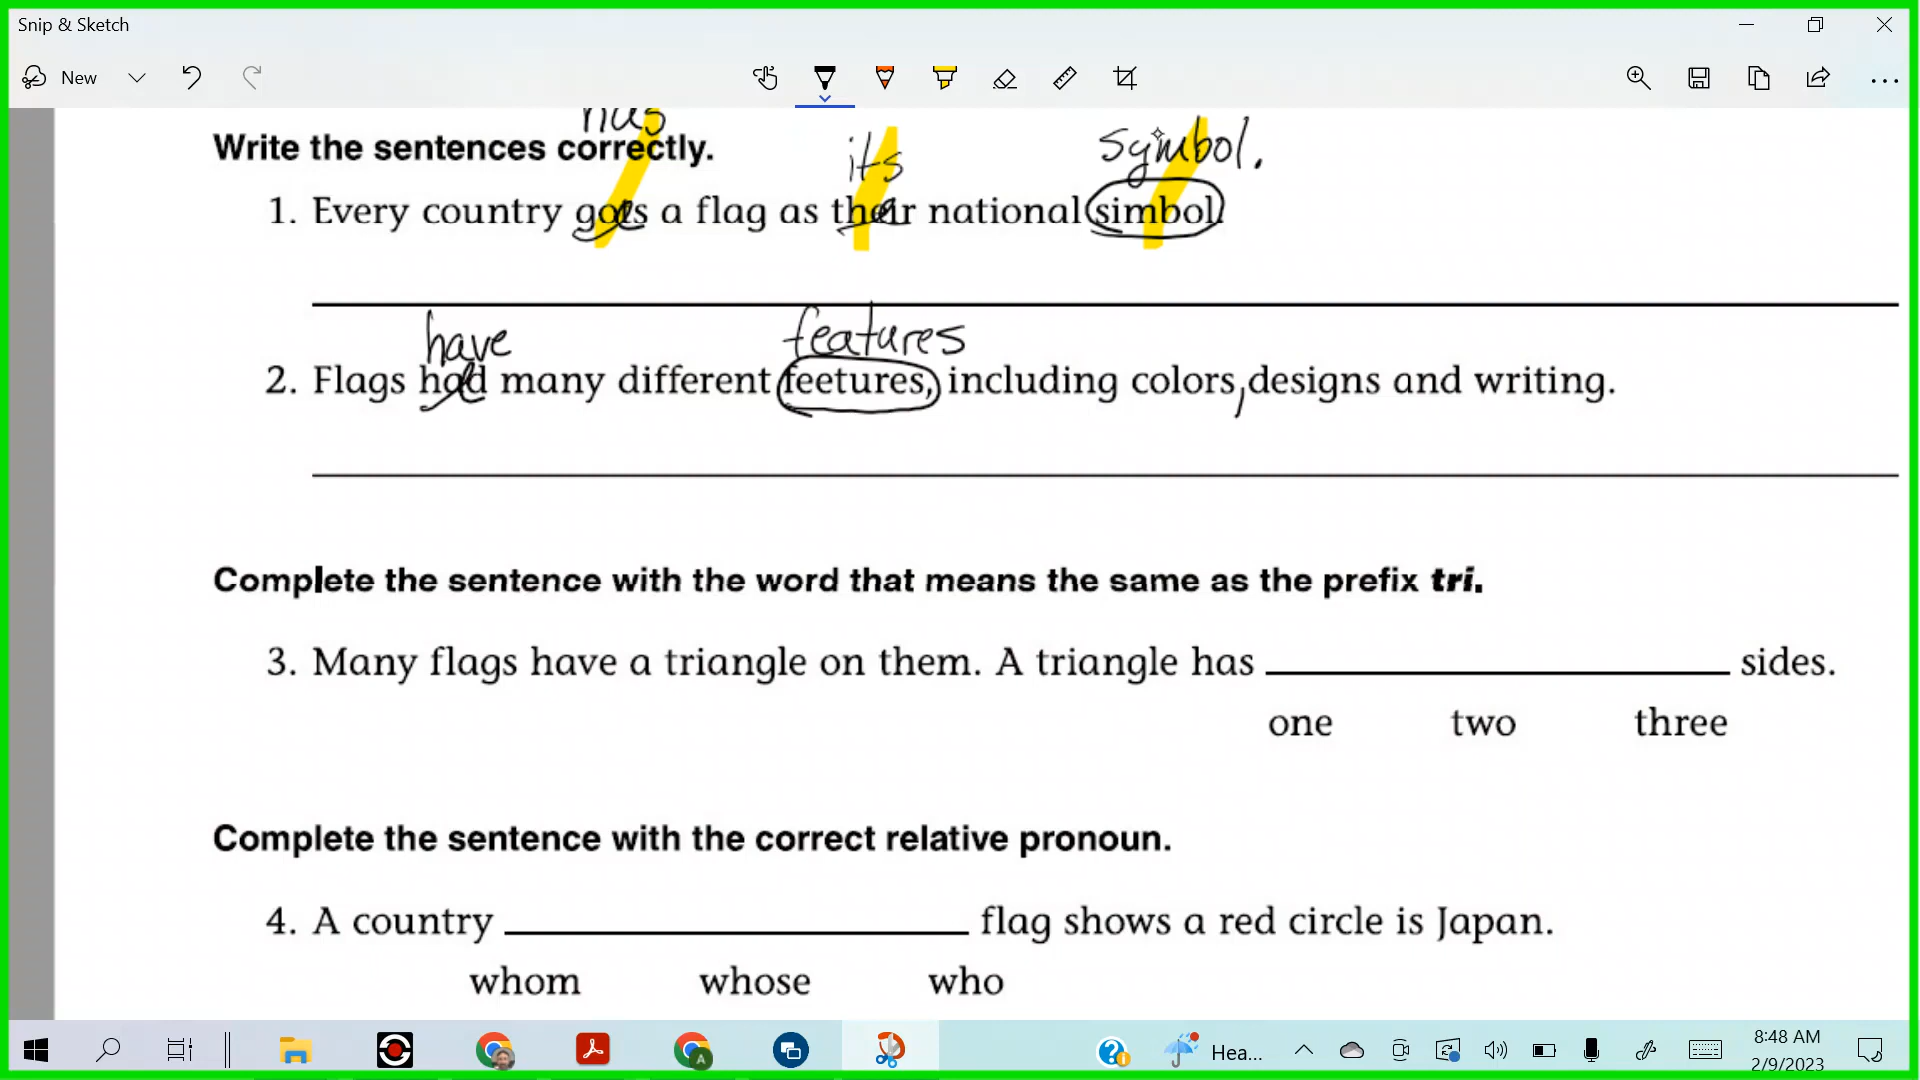 Snip & Sketch
New
has
Write the sentences correctly.
its
symbol.
1. Every country gots a flag as their national simbol.
have
features
2. Flags had many different feetures, including colors, designs and writing.
Complete the sentence with the word that means the same as the prefix tri.
3. Many flags have a triangle on them. A triangle has ____ sides.
one two three
Complete the sentence with the correct relative pronoun.
4. A country ____ flag shows a red circle is Japan.
whom whose who
A
Hea...
8:48 AM
2/9/2023